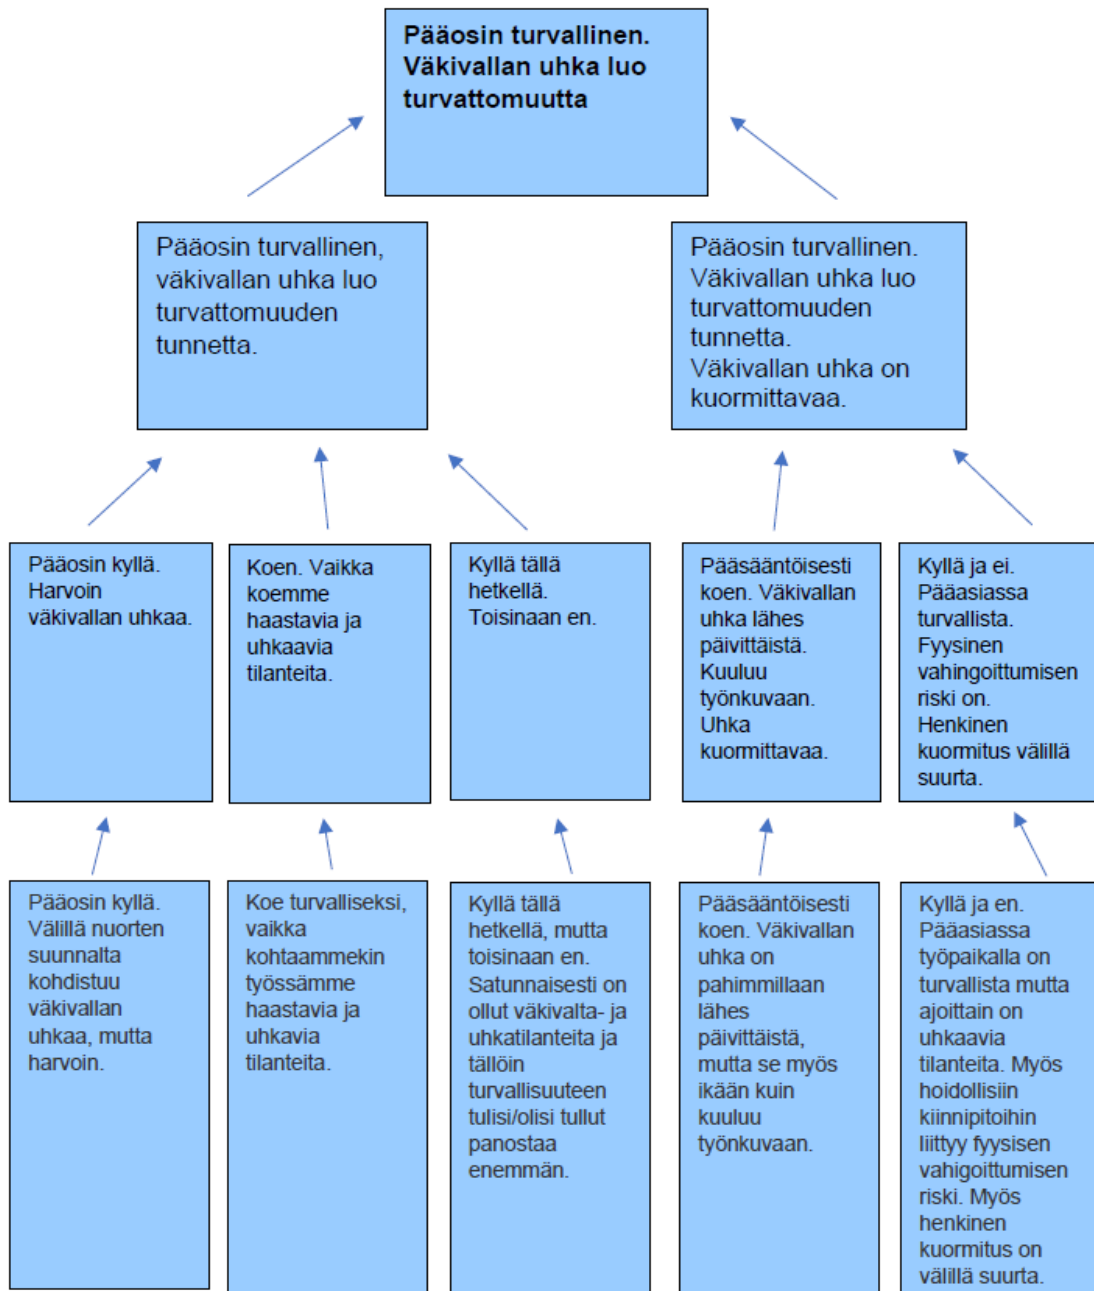 Pääosin turvallinen.
Väkivallan uhka luo
turvattomuutta
Pääosin turvallinen,
väkivallan uhka luo
turvattomuuden
tunnetta.
Pääosin turvallinen.
Väkivallan uhka luo
turvattomuuden
tunnetta.
Väkivallan uhka on
kuormittavaa.
Pääosin kyllä.
Harvoin
väkivallan uhkaa.
Koen. Vaikka
koemme
haastavia ja
uhkaavia
tilanteita.
Kyllä tällä
hetkellä.
Toisinaan en.
Pääsääntöisesti
koen. Väkivallan
uhka lähes
päivittäistä.
Kuuluu
työnkuvaan.
Uhka
kuormittavaa.
Kyllä ja ei.
Pääasiassa
turvallista.
Fyysinen
vahingoittumisen
riski on.
Henkinen
kuormitus välillä
suurta.
Pääosin kyllä.
Välillä nuorten
suunnalta
kohdistuu
väkivallan
uhkaa, mutta
harvoin.
Koe turvalliseksi,
vaikka
kohtaammekin
työssämme
haastavia ja
uhkavia
tilanteita.
Kyllä tällä
hetkellä, mutta
toisinaan en.
Satunnaisesti on
ollut väkivalta- ja
uhkatilanteita ja
tällöin
turvallisuuteen
tulisi/olisi tullut
panostaa
enemmän.
Pääsääntöisesti
koen. Väkivallan
uhka on
pahimmillaan
lähes
päivittäistä,
mutta se myös
ikään kuin
kuuluu
työnkuvaan.
Kyllä ja en.
Pääasiassa
työpaikalla on
turvallista mutta
ajoittain on
uhkaavia
tilanteita. Myös
hoidollisiin
kiinnipitoihin
liittyy fyysisen
vahigoittumisen
riski. Myös
henkinen
kuormitus on
välillä suurta.